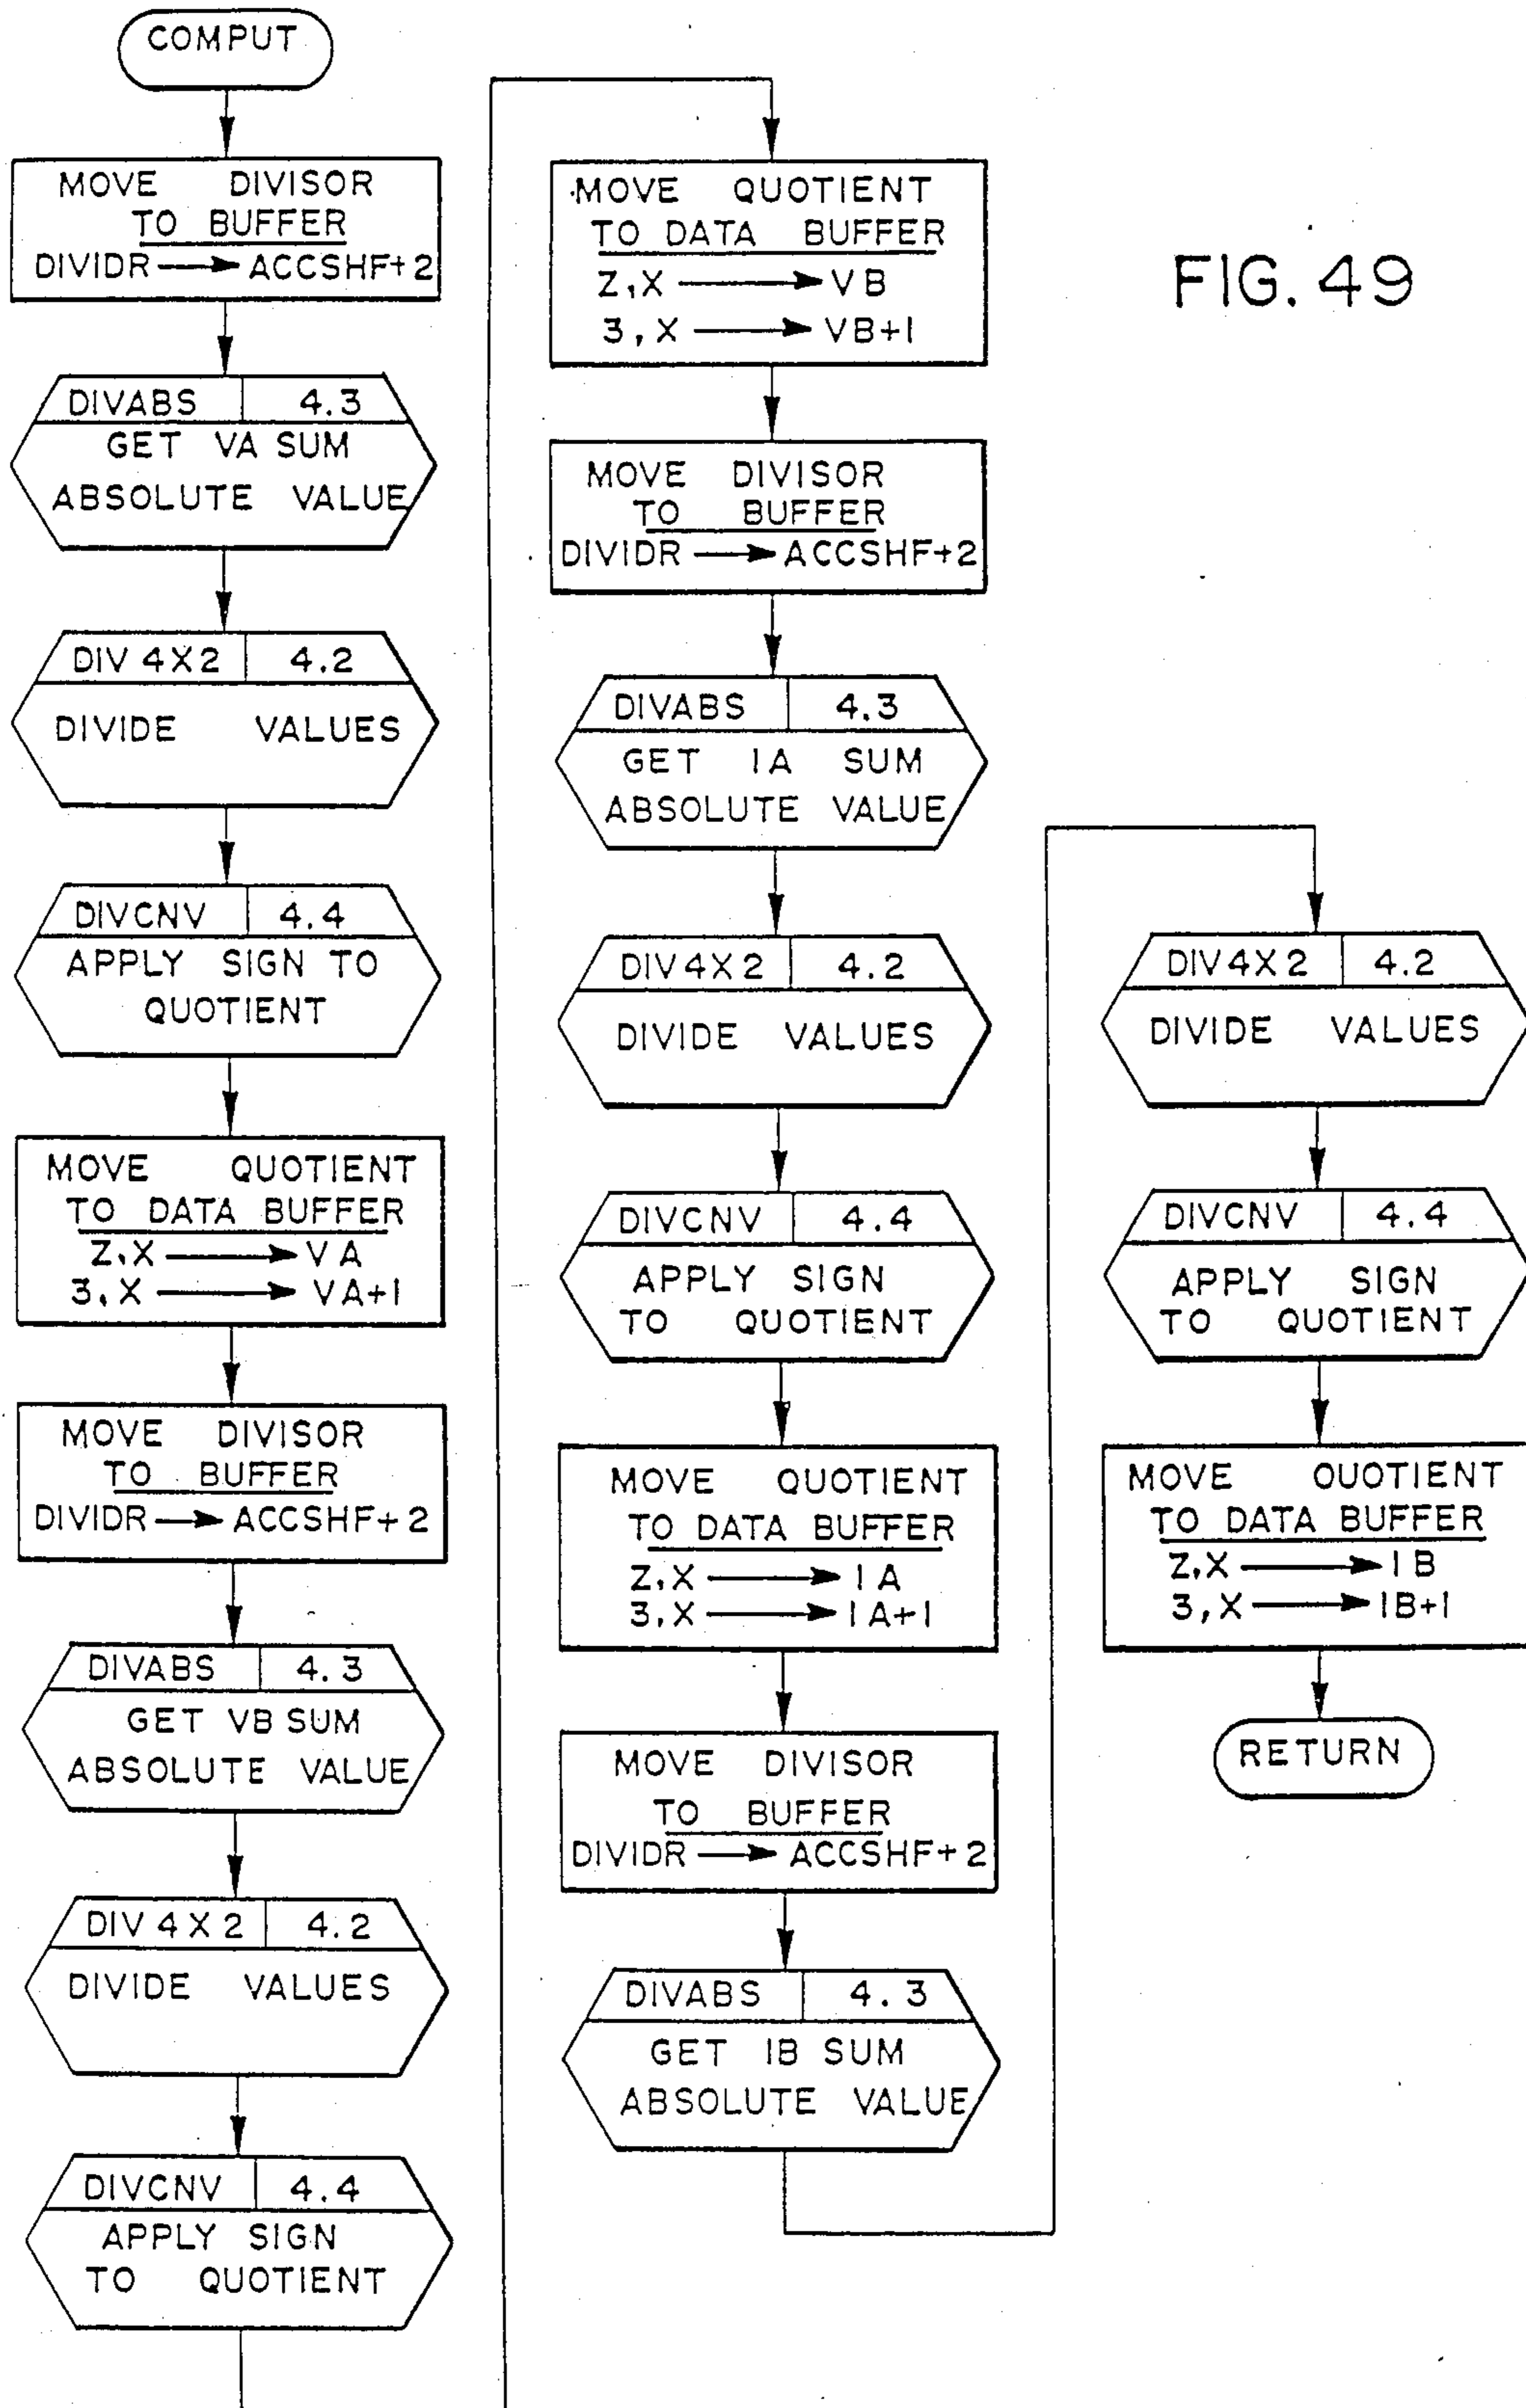 COMPUT
MOVE DIVISOR
TO BUFFER
DIVIDR → ACCSHF+2
DIVABS 4.3
GET VA SUM
ABSOLUTE VALUE
DIV 4X2 4.2
DIVIDE VALUES
DIVCNV 4.4
APPLY SIGN TO
QUOTIENT
MOVE QUOTIENT
TO DATA BUFFER
Z,X → VA
3,X → VA+1
MOVE DIVISOR
TO BUFFER
DIVIDR → ACCSHF+2
DIVABS 4.3
GET VB SUM
ABSOLUTE VALUE
DIV 4X2 4.2
DIVIDE VALUES
DIVCNV 4.4
APPLY SIGN
TO QUOTIENT
MOVE QUOTIENT
TO DATA BUFFER
Z,X → VB
3,X → VB+1
MOVE DIVISOR
TO BUFFER
DIVIDR → ACCSHF+2
DIVABS 4.3
GET IA SUM
ABSOLUTE VALUE
DIV4X2 4.2
DIVIDE VALUES
DIVCNV 4.4
APPLY SIGN
TO QUOTIENT
MOVE QUOTIENT
TO DATA BUFFER
Z,X → IA
3,X → IA+1
MOVE DIVISOR
TO BUFFER
DIVIDR → ACCSHF+2
DIVABS 4.3
GET IB SUM
ABSOLUTE VALUE
FIG. 49
DIV4X2 4.2
DIVIDE VALUES
DIVCNV 4.4
APPLY SIGN
TO QUOTIENT
MOVE QUOTIENT
TO DATA BUFFER
Z,X → IB
3,X → IB+1
RETURN